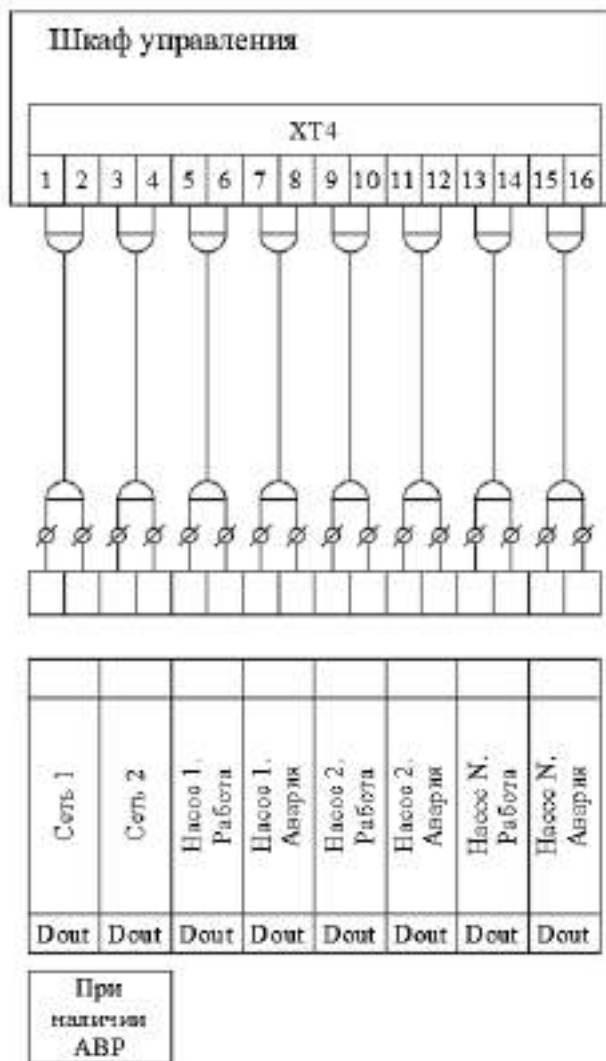 Шкаф управления
XT4
1 2 3 4 5 6 7 8 9 10 11 12 13 14 15 16
Сеть 1
Сеть 2
Насос 1.
Работа
Насос 1.
Авария
Насос 2.
Работа
Насос 2.
Авария
Насос N.
Работа
Насос N.
Авария
Dout Dout Dout Dout Dout Dout Dout Dout
При
наличии
АВР